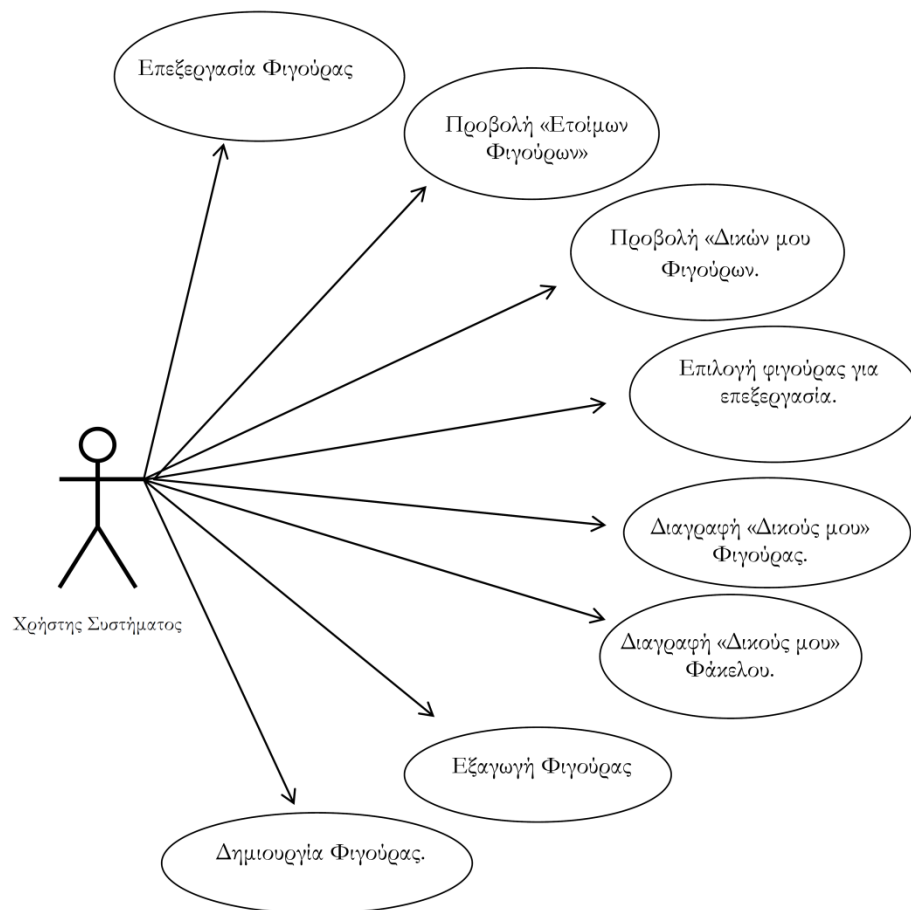 Επεξεργασία Φιγούρας
Προβολή «Ετοίμων
Φιγούρων»
Προβολή «Δικών μου
Φιγούρων.
Επιλογή φιγούρας για
επεξεργασία.
Διαγραφή «Δικούς μου»
Φιγούρας.
Χρήστης Συστήματος
Διαγραφή «Δικούς μου»
Φάκελου.
Εξαγωγή Φιγούρας
Δημιουργία Φιγούρας.